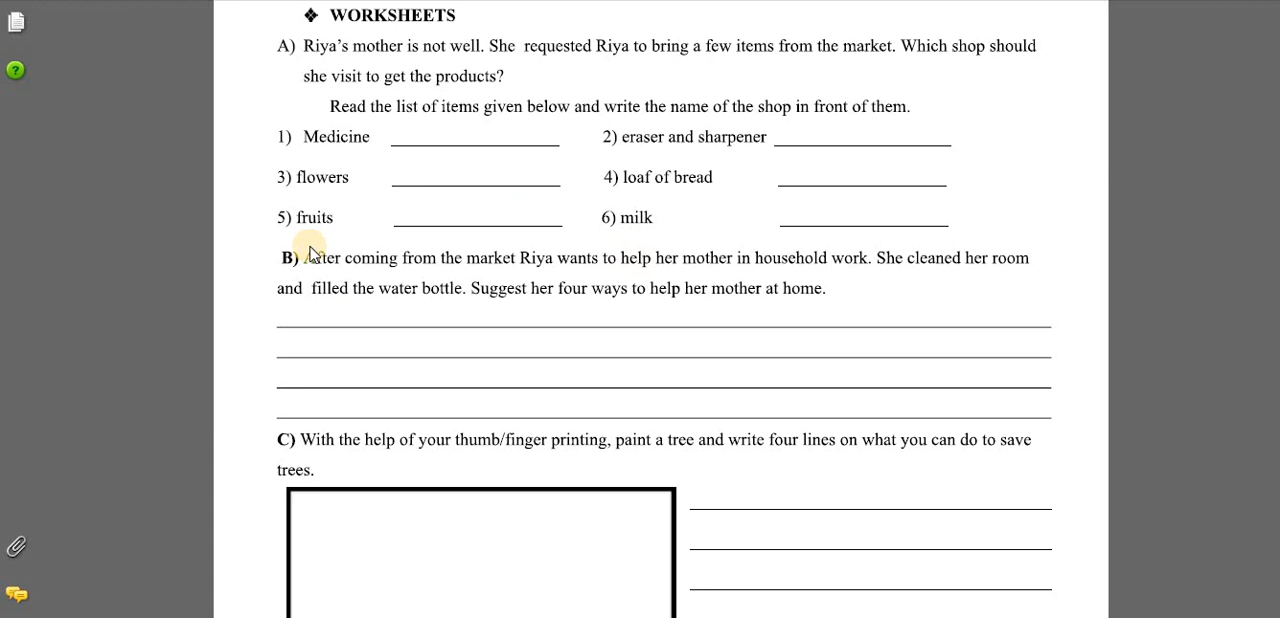 ❖ WORKSHEETS
A) Riya's mother is not well. She requested Riya to bring a few items from the market. Which shop should
she visit to get the products?
Read the list of items given below and write the name of the shop in front of them.
1) Medicine 2) eraser and sharpener
3) flowers 4) loaf of bread
5) fruits 6) milk
B) After coming from the market Riya wants to help her mother in household work. She cleaned her room
and filled the water bottle. Suggest her four ways to help her mother at home.
C) With the help of your thumb/finger printing, paint a tree and write four lines on what you can do to save
trees.